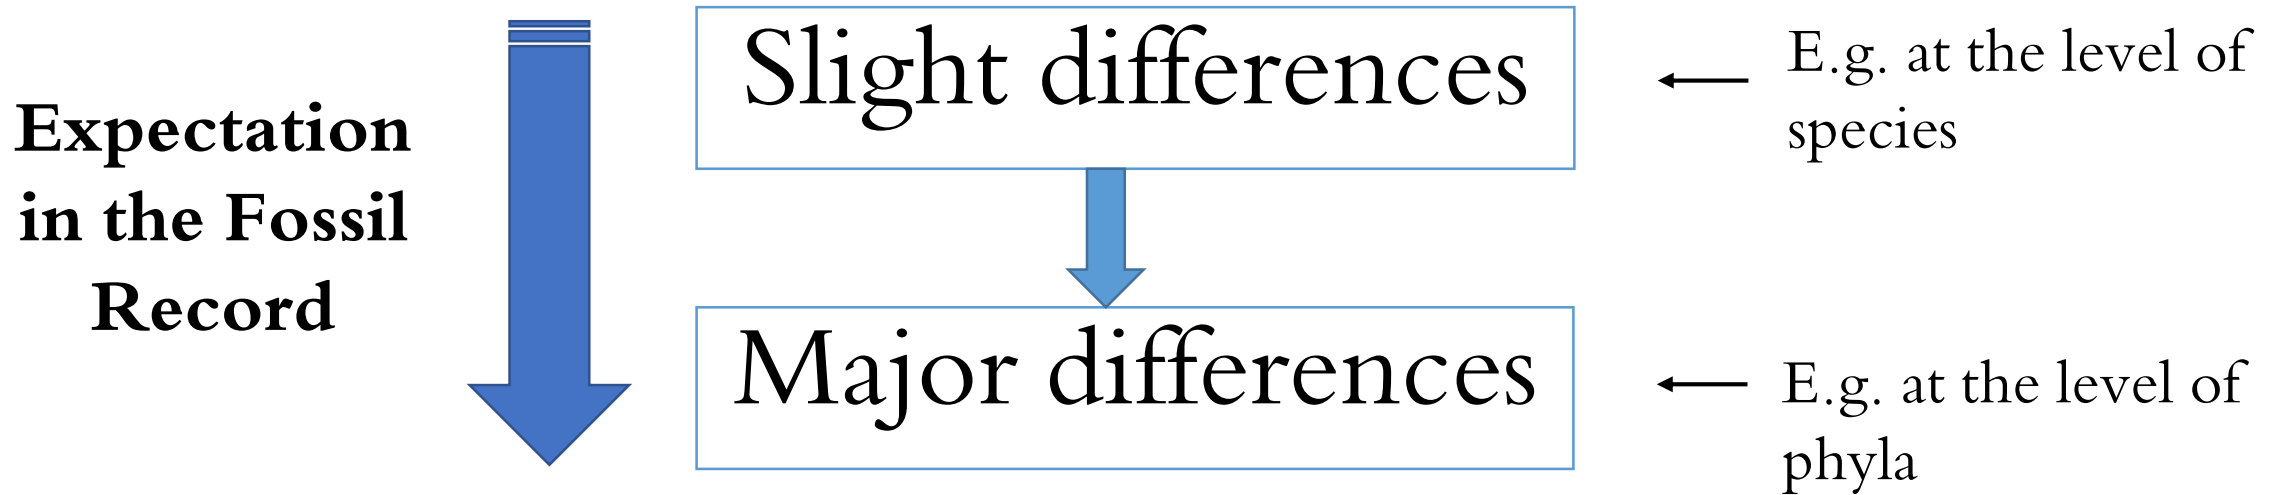 Expectation
in the Fossil
Record
Slight differences
E.g. at the level of
species
Major differences
E.g. at the level of
phyla